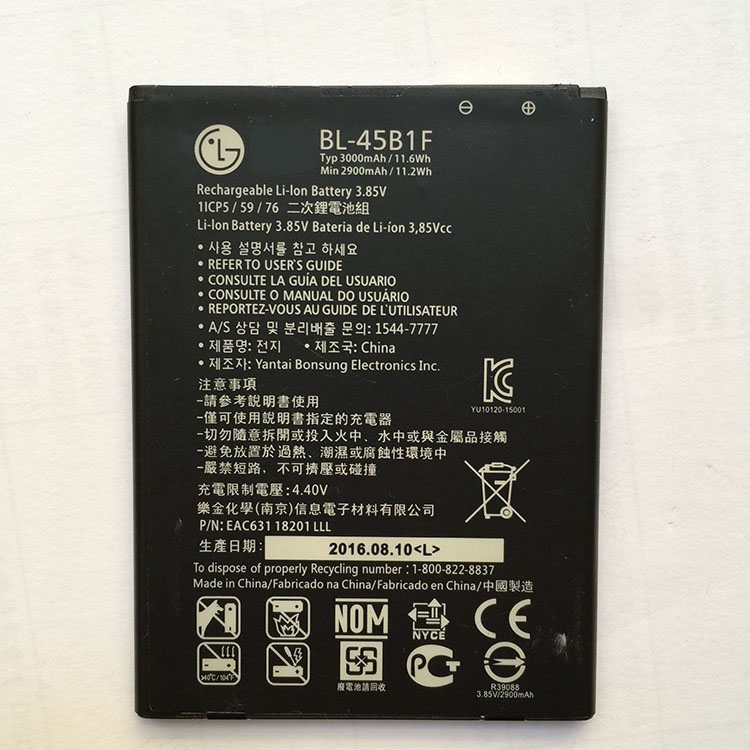 ⊖ ⊕
LG BL-45B1F
Typ 3000mAh / 11.6Wh
Min 2900mAh / 11.2Wh
Rechargeable Li-Ion Battery 3.85V
1ICP5 / 59 / 76 二次鋰電池組
Li-Ion Battery 3.85V Bateria de Li-íon 3,85Vcc
• 사용 설명서를 참고 하세요
• REFER TO USER`S GUIDE
• CONSULTE LA GUÍA DEL USUARIO
• CONSULTE O MANUAL DO USUÁRIO
• REPORTEZ-VOUS AU GUIDE DE L`UTILISATEUR
• A/S 상담 및 분리배출 문의: 1544-7777
• 제품명: 전지 • 제조국: China
• 제조자: Yantai Bonsung Electronics Inc.
YU10120-15001
注意事項
-請參考說明書使用
-僅可使用說明書指定的充電器
-切勿隨意拆開或投入火中、水中或與金屬品接觸
-避免放置於過熱、潮濕或腐蝕性環境中
-嚴禁短路、不可擠壓或碰撞
充電限制電壓: 4.40V
樂金化學(南京)信息電子材料有限公司
P/N: EAC631 18201 LLL
生產日期: 2016.08.10<L>
To dispose of properly Recycling number : 1-800-822-8837
Made in China/Fabricado na China/Fabricado en China/中國製造
NOM NYCE CE
>40˚C / 104˚F 廢電池請回收 PCT R39088
3.85V/2900mAh